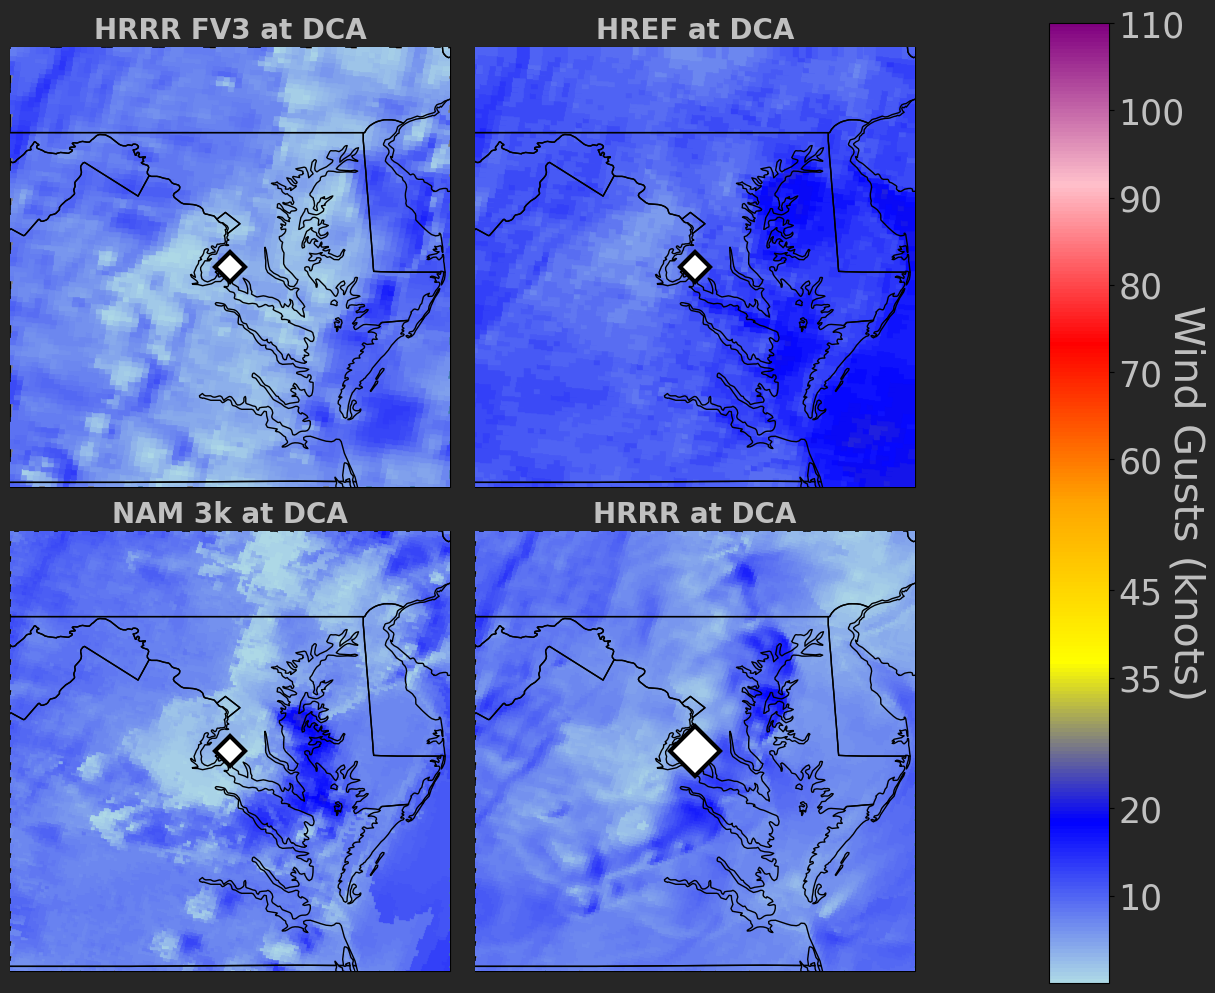 HRRR FV3 at DCA
HREF at DCA
NAM 3k at DCA
HRRR at DCA
110
100
90
80
70
60
45
35
20
10
Wind Gusts (knots)